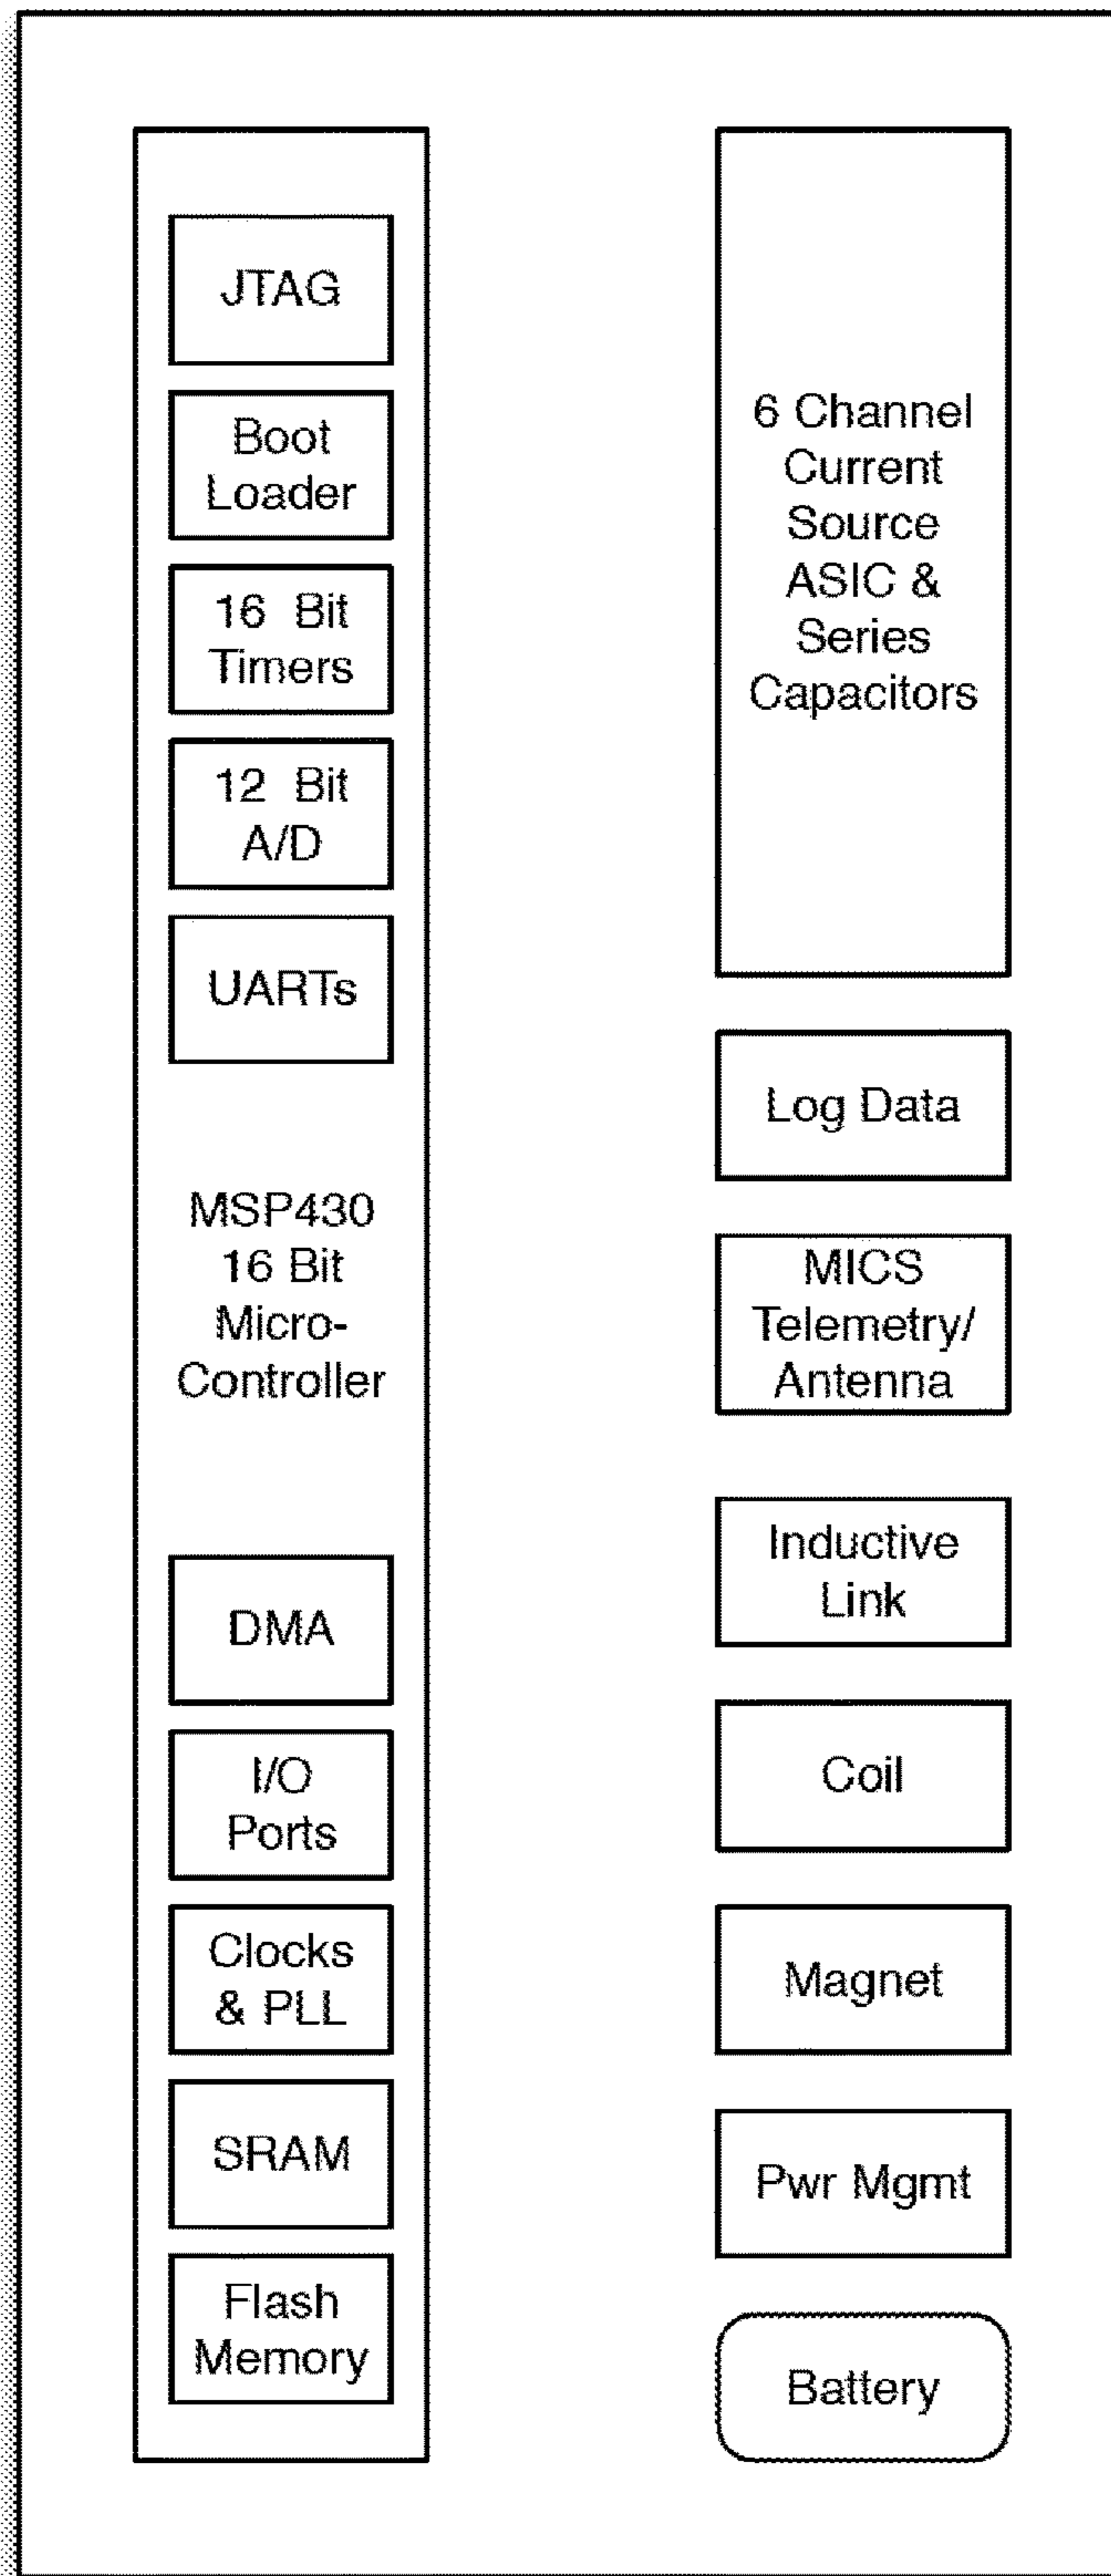 JTAG
Boot
Loader
16 Bit
Timers
12 Bit
A/D
UARTs
MSP430
16 Bit
Micro-
Controller
DMA
I/O
Ports
Clocks
& PLL
SRAM
Flash
Memory
6 Channel
Current
Source
ASIC &
Series
Capacitors
Log Data
MICS
Telemetry/
Antenna
Inductive
Link
Coil
Magnet
Pwr Mgmt
Battery